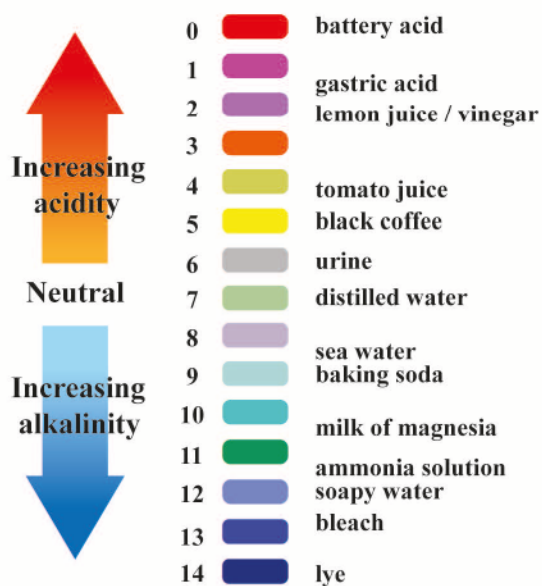 0 battery acid
1
gastric acid
2 lemon juice / vinegar
3
Increasing
acidity
4 tomato juice
5 black coffee
6 urine
Neutral
7 distilled water
8
sea water
9 baking soda
Increasing
alkalinity
10
milk of magnesia
11
ammonia solution
12 soapy water
bleach
13
14 lye